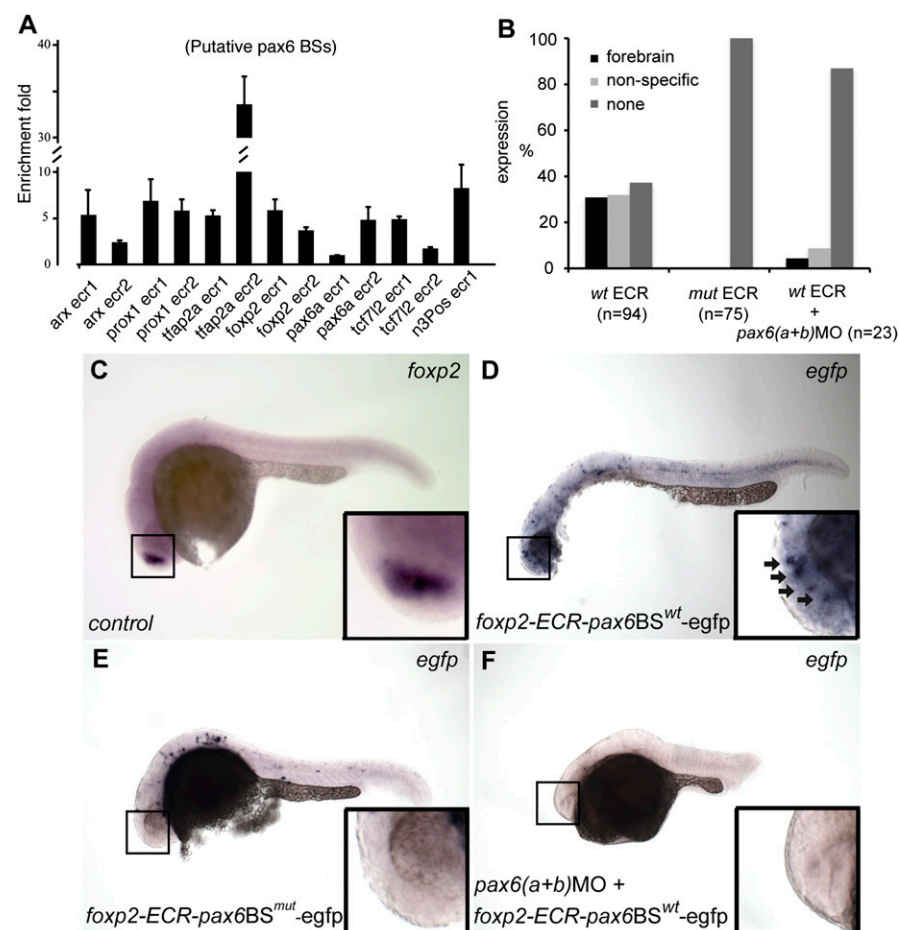 A
(Putative pax6 BSs)
Enrichment fold
40
30
10
5
0
arx ecr1
arx ecr2
prox1 ecr1
prox1 ecr2
tfap2a ecr1
tfap2a ecr2
foxp2 ecr1
foxp2 ecr2
pax6a ecr1
pax6a ecr2
tcf7l2 ecr1
tcf7l2 ecr2
n3Pos ecr1
B
expression
%
100
80
60
40
20
0
forebrain
non-specific
none
wt ECR
(n=94)
mut ECR
(n=75)
wt ECR
+
pax6(a+b)MO (n=23)
C
foxp2
control
D
egfp
foxp2-ECR-pax6BSwt-egfp
E
egfp
foxp2-ECR-pax6BSmut-egfp
F
egfp
pax6(a+b)MO +
foxp2-ECR-pax6BSwt-egfp